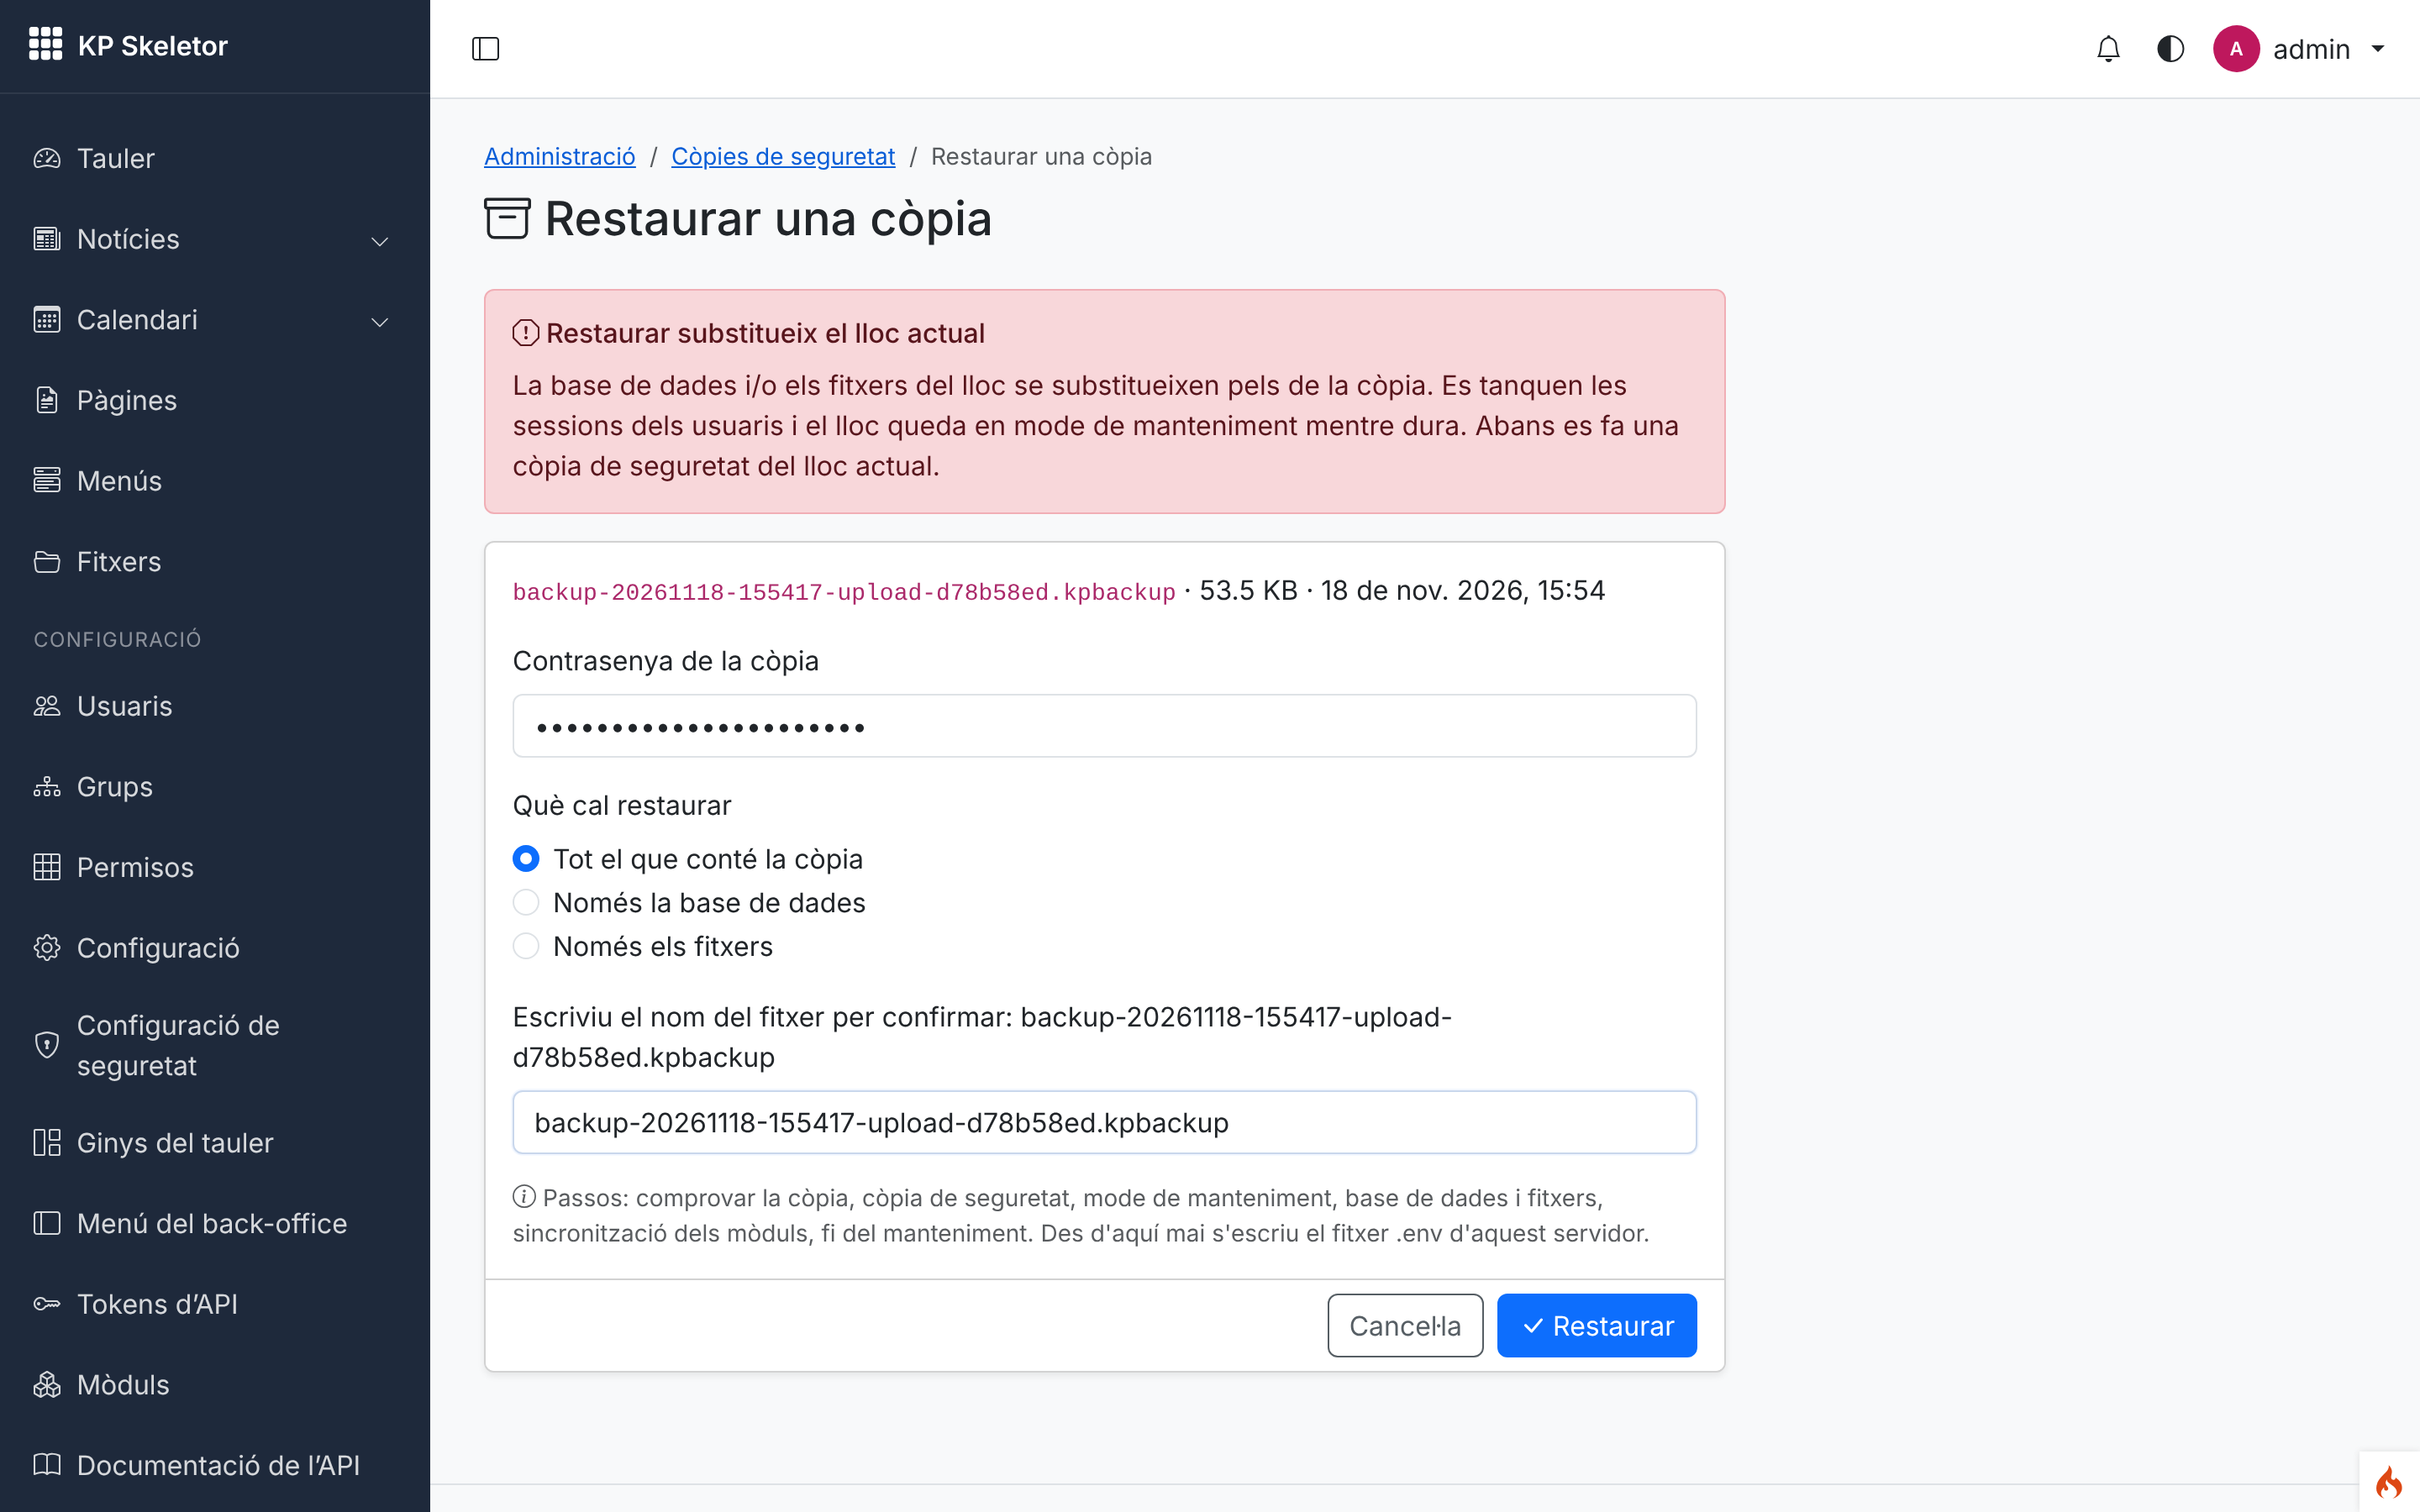 KP Skeletor
A
admin
Tauler
Notícies
Calendari
Pàgines
Menús
Fitxers
CONFIGURACIÓ
Usuaris
Grups
Permisos
Configuració
Configuració de
seguretat
Ginys del tauler
Menú del back-office
Tokens d’API
Mòduls
Documentació de l’API
Administració / Còpies de seguretat / Restaurar una còpia
Restaurar una còpia
Restaurar substitueix el lloc actual
La base de dades i/o els fitxers del lloc se substitueixen pels de la còpia. Es tanquen les
sessions dels usuaris i el lloc queda en mode de manteniment mentre dura. Abans es fa una
còpia de seguretat del lloc actual.
backup-20261118-155417-upload-d78b58ed.kpbackup · 53.5 KB · 18 de nov. 2026, 15:54
Contrasenya de la còpia
••••••••••••••••••••••
Què cal restaurar
Tot el que conté la còpia
Només la base de dades
Només els fitxers
Escriviu el nom del fitxer per confirmar: backup-20261118-155417-upload-
d78b58ed.kpbackup
backup-20261118-155417-upload-d78b58ed.kpbackup
Passos: comprovar la còpia, còpia de seguretat, mode de manteniment, base de dades i fitxers,
sincronització dels mòduls, fi del manteniment. Des d'aquí mai s'escriu el fitxer .env d'aquest servidor.
Cancel·la
Restaurar